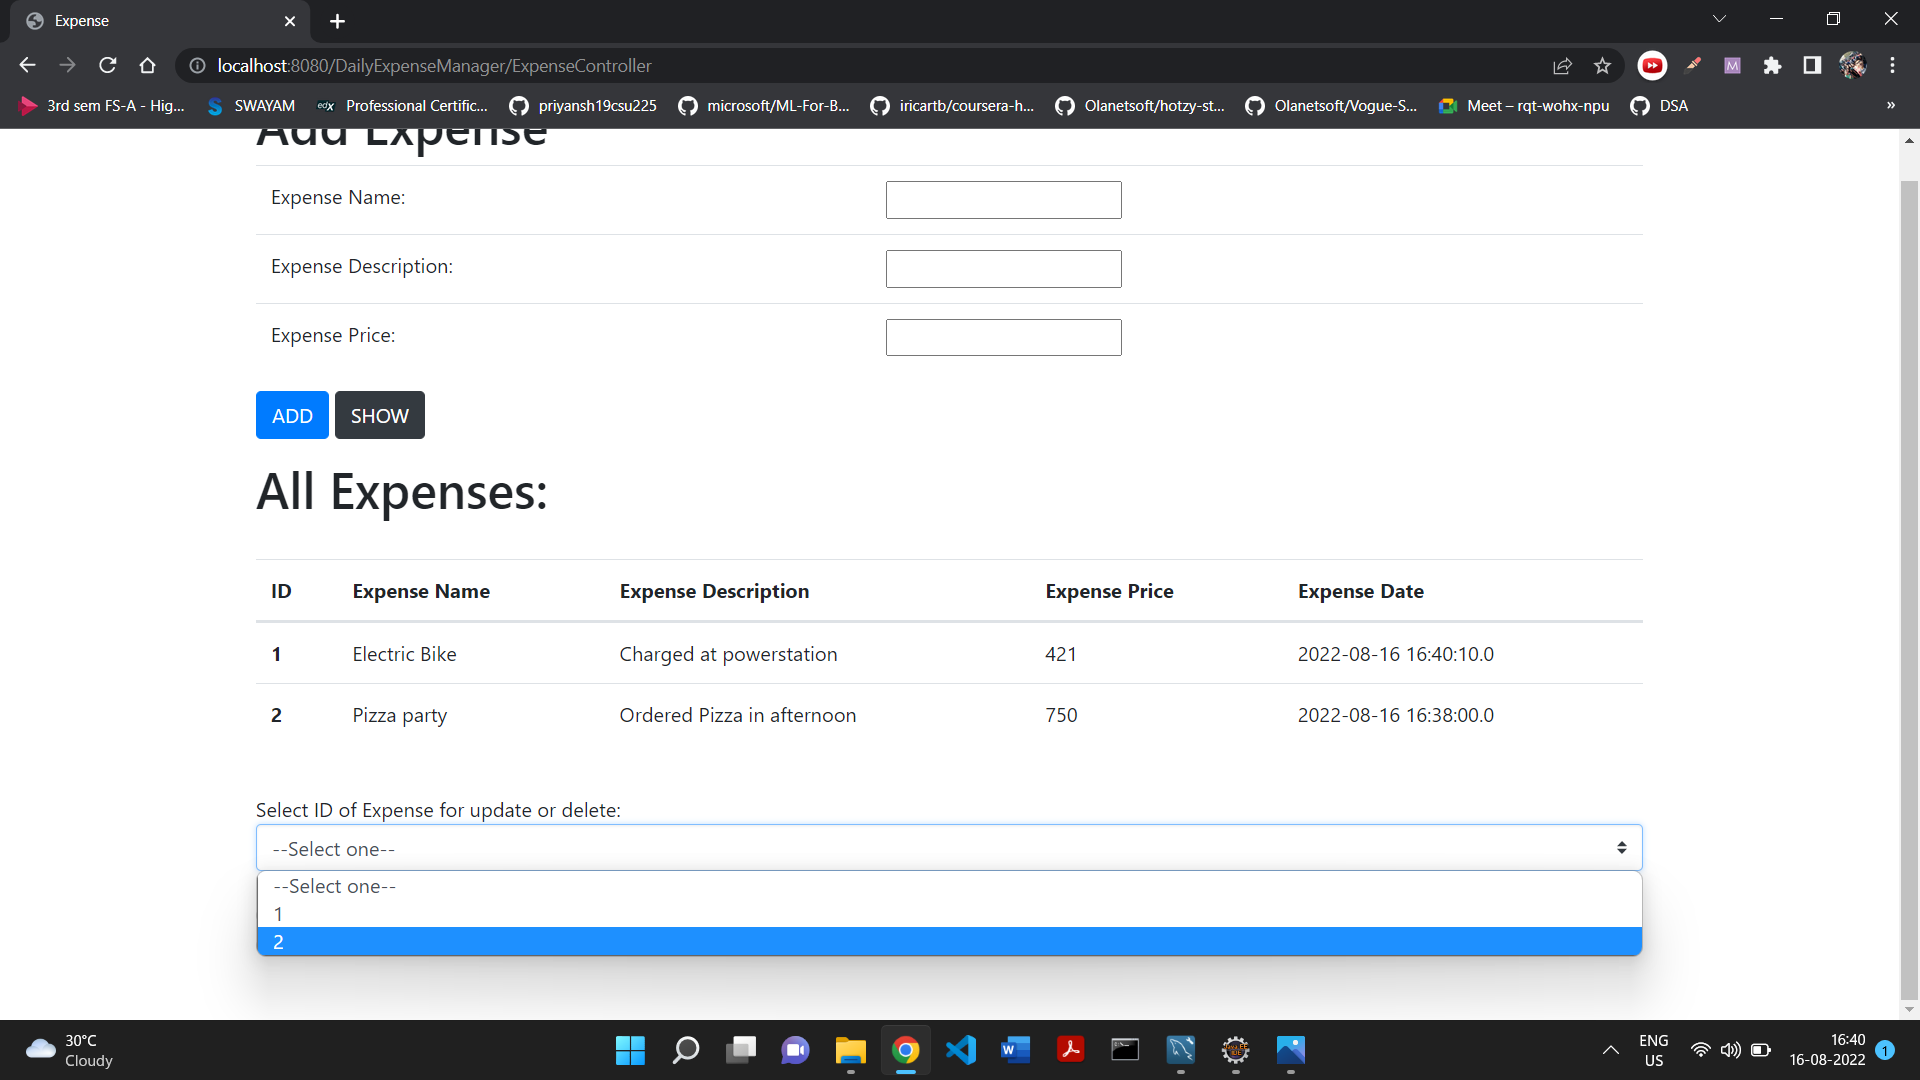 Expense
localhost:8080/DailyExpenseManager/ExpenseController
3rd sem FS-A - Hig... SWAYAM edx Professional Certific... priyansh19csu225 microsoft/ML-For-B... iricartb/coursera-h... Olanetsoft/hotzy-st... Olanetsoft/Vogue-S... Meet – rqt-wohx-npu DSA »
Add Expense
Expense Name:
Expense Description:
Expense Price:
ADD SHOW
All Expenses:
ID Expense Name Expense Description Expense Price Expense Date
1 Electric Bike Charged at powerstation 421 2022-08-16 16:40:10.0
2 Pizza party Ordered Pizza in afternoon 750 2022-08-16 16:38:00.0
Select ID of Expense for update or delete:
--Select one--
--Select one--
1
2
30°C
Cloudy
ENG
US
16:40
16-08-2022
1